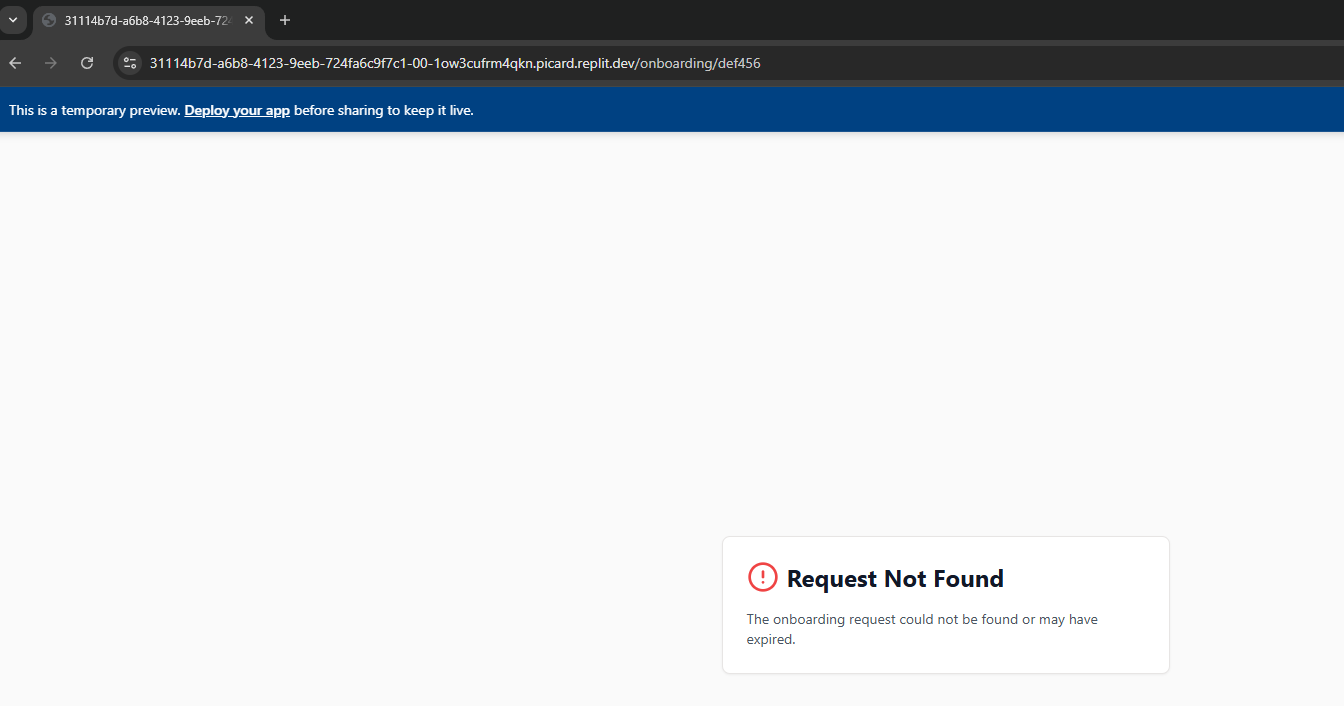 31114b7d-a6b8-4123-9eeb-724
31114b7d-a6b8-4123-9eeb-724fa6c9f7c1-00-1ow3cufrm4qkn.picard.replit.dev/onboarding/def456
This is a temporary preview. Deploy your app before sharing to keep it live.
Request Not Found
The onboarding request could not be found or may have
expired.